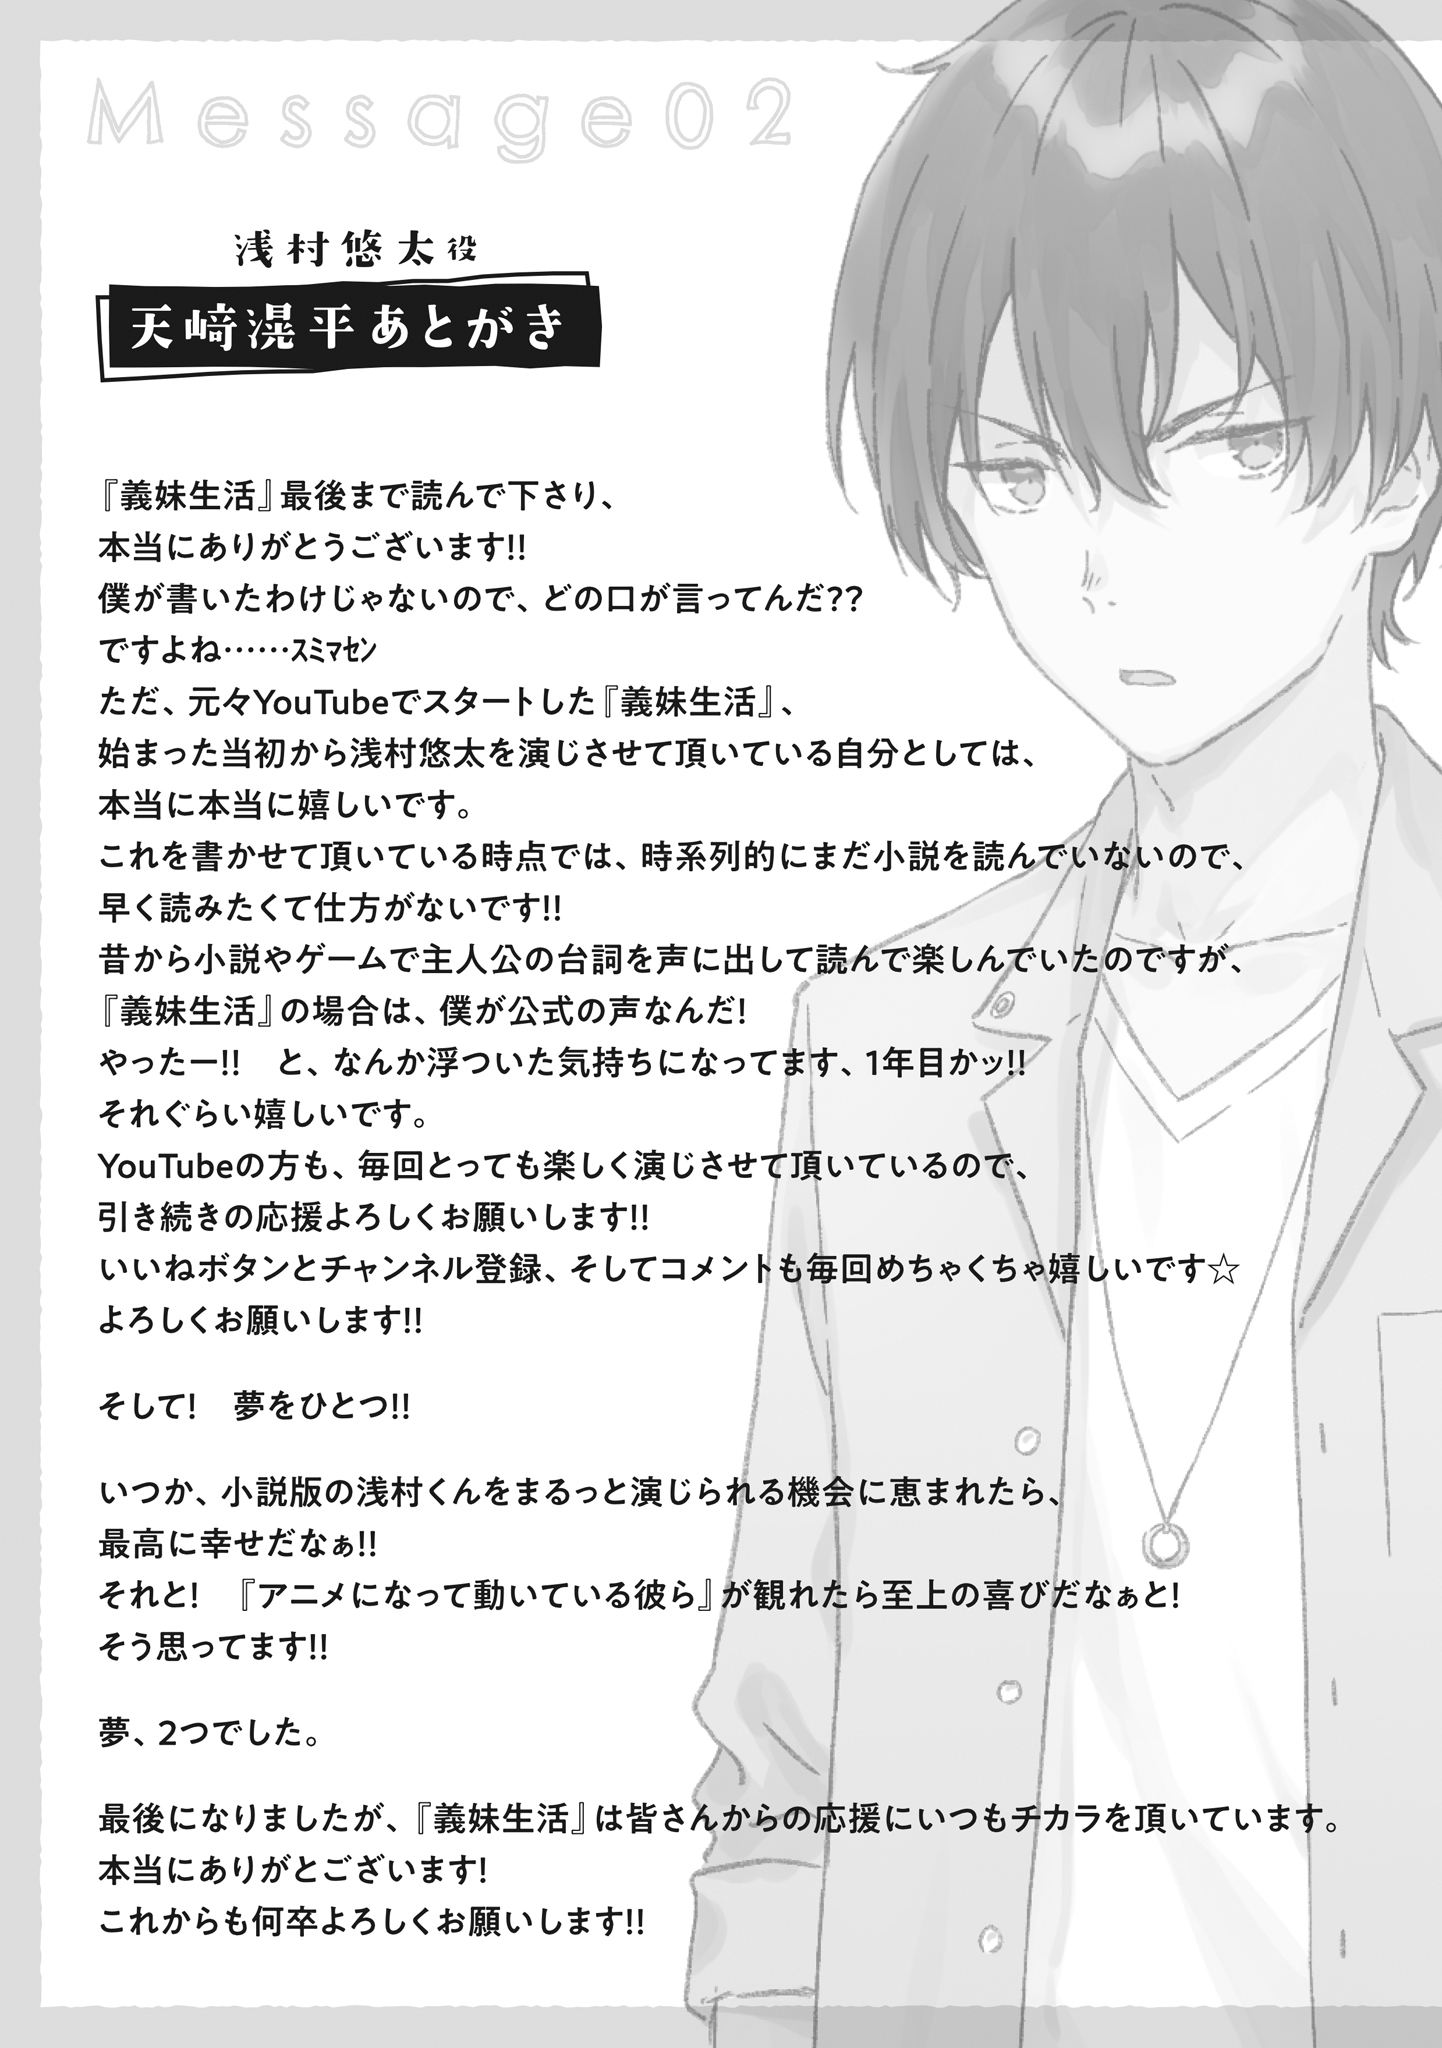 Message02
浅村悠太役
天﨑滉平あとがき
『義妹生活』最後まで読んで下さり、
本当にありがとうございます!!
僕が書いたわけじゃないので、どの口が言ってんだ??
ですよね……ｽﾐﾏｾﾝ
ただ、元々YouTubeでスタートした『義妹生活』、
始まった当初から浅村悠太を演じさせて頂いている自分としては、
本当に本当に嬉しいです。
これを書かせて頂いている時点では、時系列的にまだ小説を読んでいないので、
早く読みたくて仕方がないです!!
昔から小説やゲームで主人公の台詞を声に出して読んで楽しんでいたのですが、
『義妹生活』の場合は、僕が公式の声なんだ!
やったー!!　と、なんか浮ついた気持ちになってます、1年目かッ!!
それぐらい嬉しいです。
YouTubeの方も、毎回とっても楽しく演じさせて頂いているので、
引き続きの応援よろしくお願いします!!
いいねボタンとチャンネル登録、そしてコメントも毎回めちゃくちゃ嬉しいです☆
よろしくお願いします!!
そして!　夢をひとつ!!
いつか、小説版の浅村くんをまるっと演じられる機会に恵まれたら、
最高に幸せだなぁ!!
それと!　『アニメになって動いている彼ら』が観れたら至上の喜びだなぁと!
そう思ってます!!
夢、2つでした。
最後になりましたが、『義妹生活』は皆さんからの応援にいつもチカラを頂いています。
本当にありがとございます!
これからも何卒よろしくお願いします!!